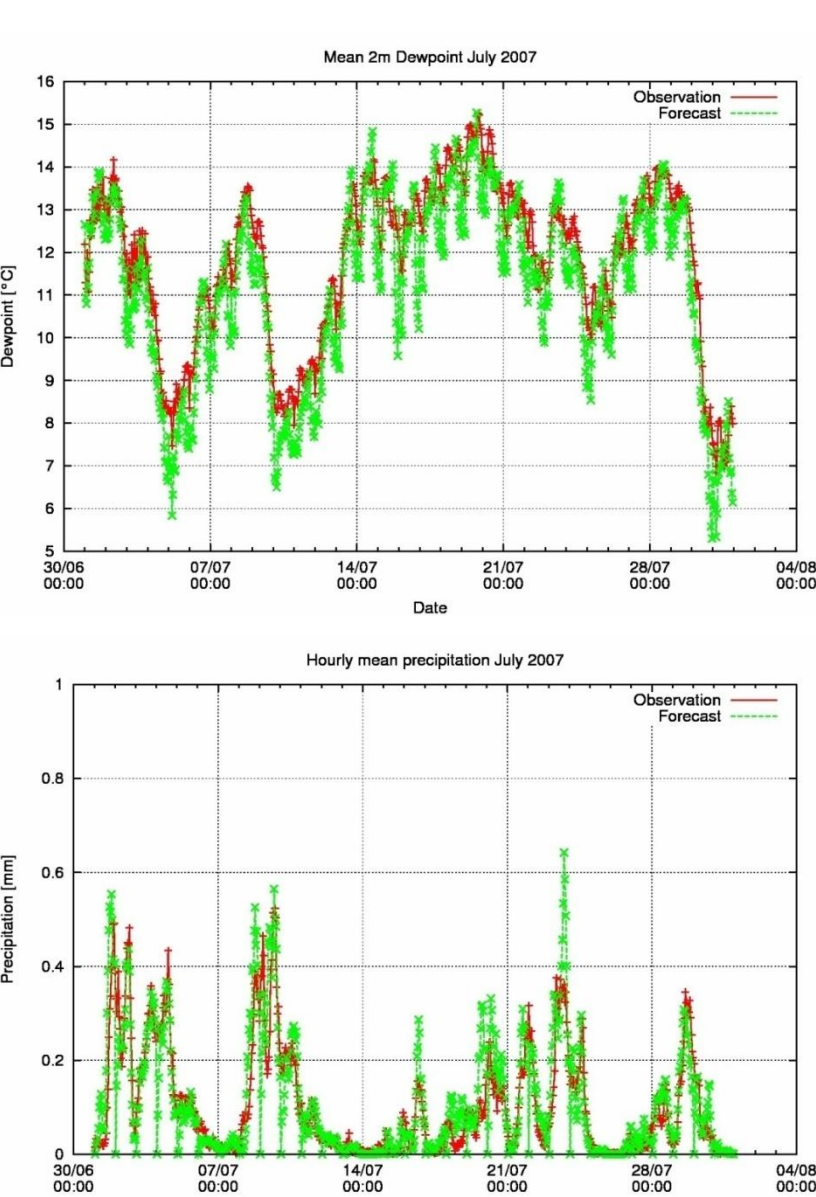 Mean 2m Dewpoint July 2007
16
15
14
13
12
11
10
9
8
7
6
5
Dewpoint [°C]
Observation
Forecast
30/06 07/07 14/07 21/07 28/07 04/08
00:00 00:00 00:00 00:00 00:00 00:00
Date
Hourly mean precipitation July 2007
1
0.8
0.6
0.4
0.2
0
Precipitation [mm]
Observation
Forecast
30/06 07/07 14/07 21/07 28/07 04/08
00:00 00:00 00:00 00:00 00:00 00:00